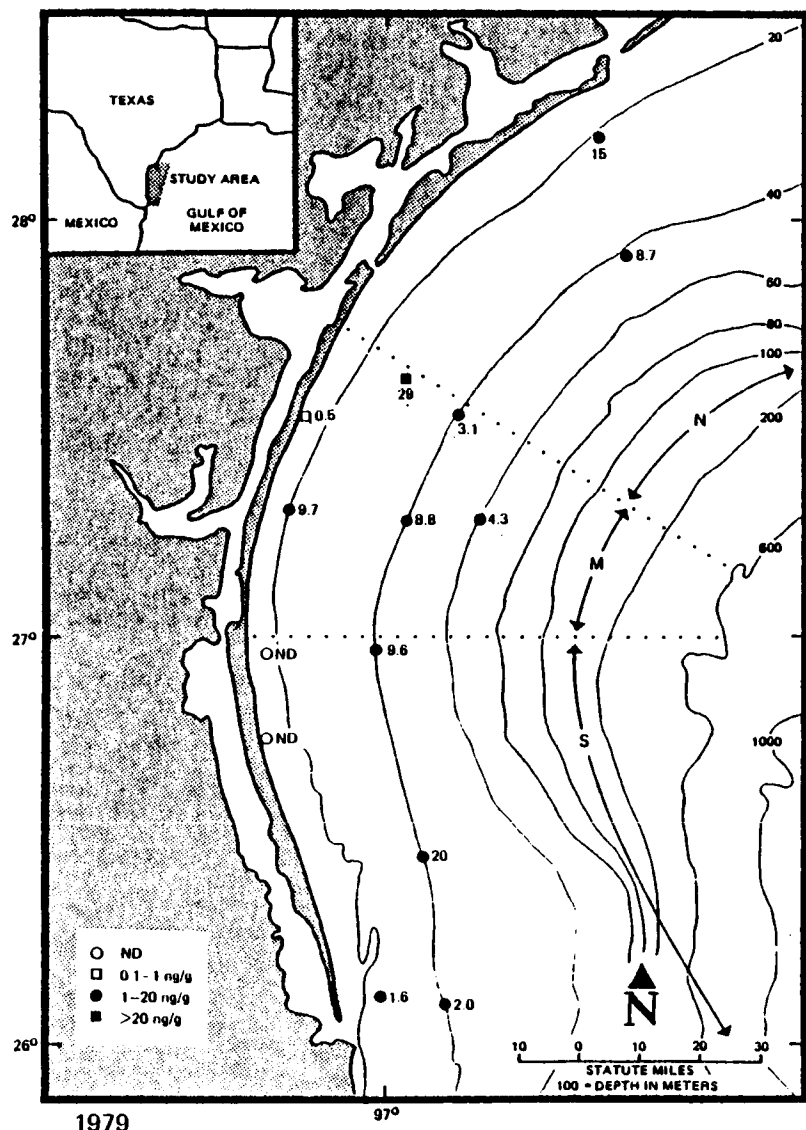 20
TEXAS
15
STUDY AREA
40
28°
MEXICO
GULF OF
MEXICO
8.7
60
80
100
29
N
200
0.5
3.1
9.7
8.8
4.3
600
M
27°
ND
9.6
S
ND
1000
20
ND
0.1-1 ng/g
1-20 ng/g
>20 ng/g
1.6
2.0
N
26°
10 0 10 20 30
STATUTE MILES
100 = DEPTH IN METERS
1979
97°